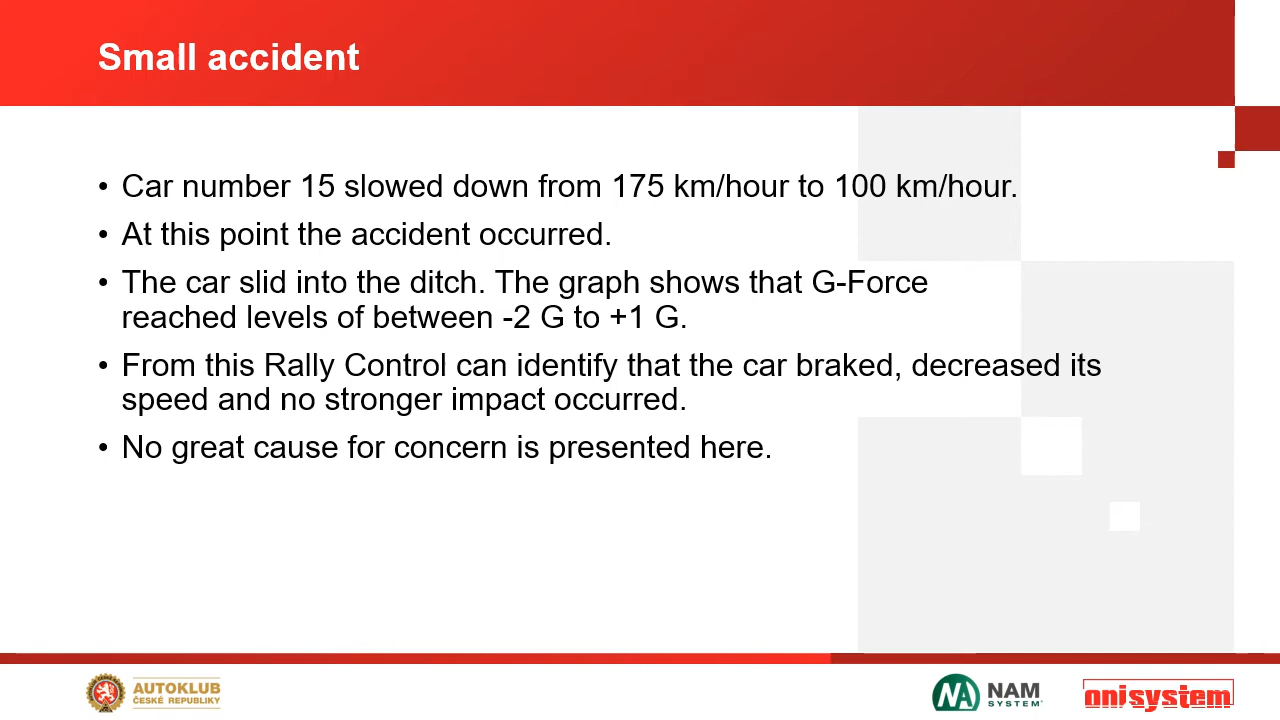 Small accident
• Car number 15 slowed down from 175 km/hour to 100 km/hour.
• At this point the accident occurred.
• The car slid into the ditch. The graph shows that G-Force
reached levels of between -2 G to +1 G.
• From this Rally Control can identify that the car braked, decreased its
speed and no stronger impact occurred.
• No great cause for concern is presented here.
AUTOKLUB
ČESKÉ REPUBLIKY
NAM
SYSTEM
onisystem